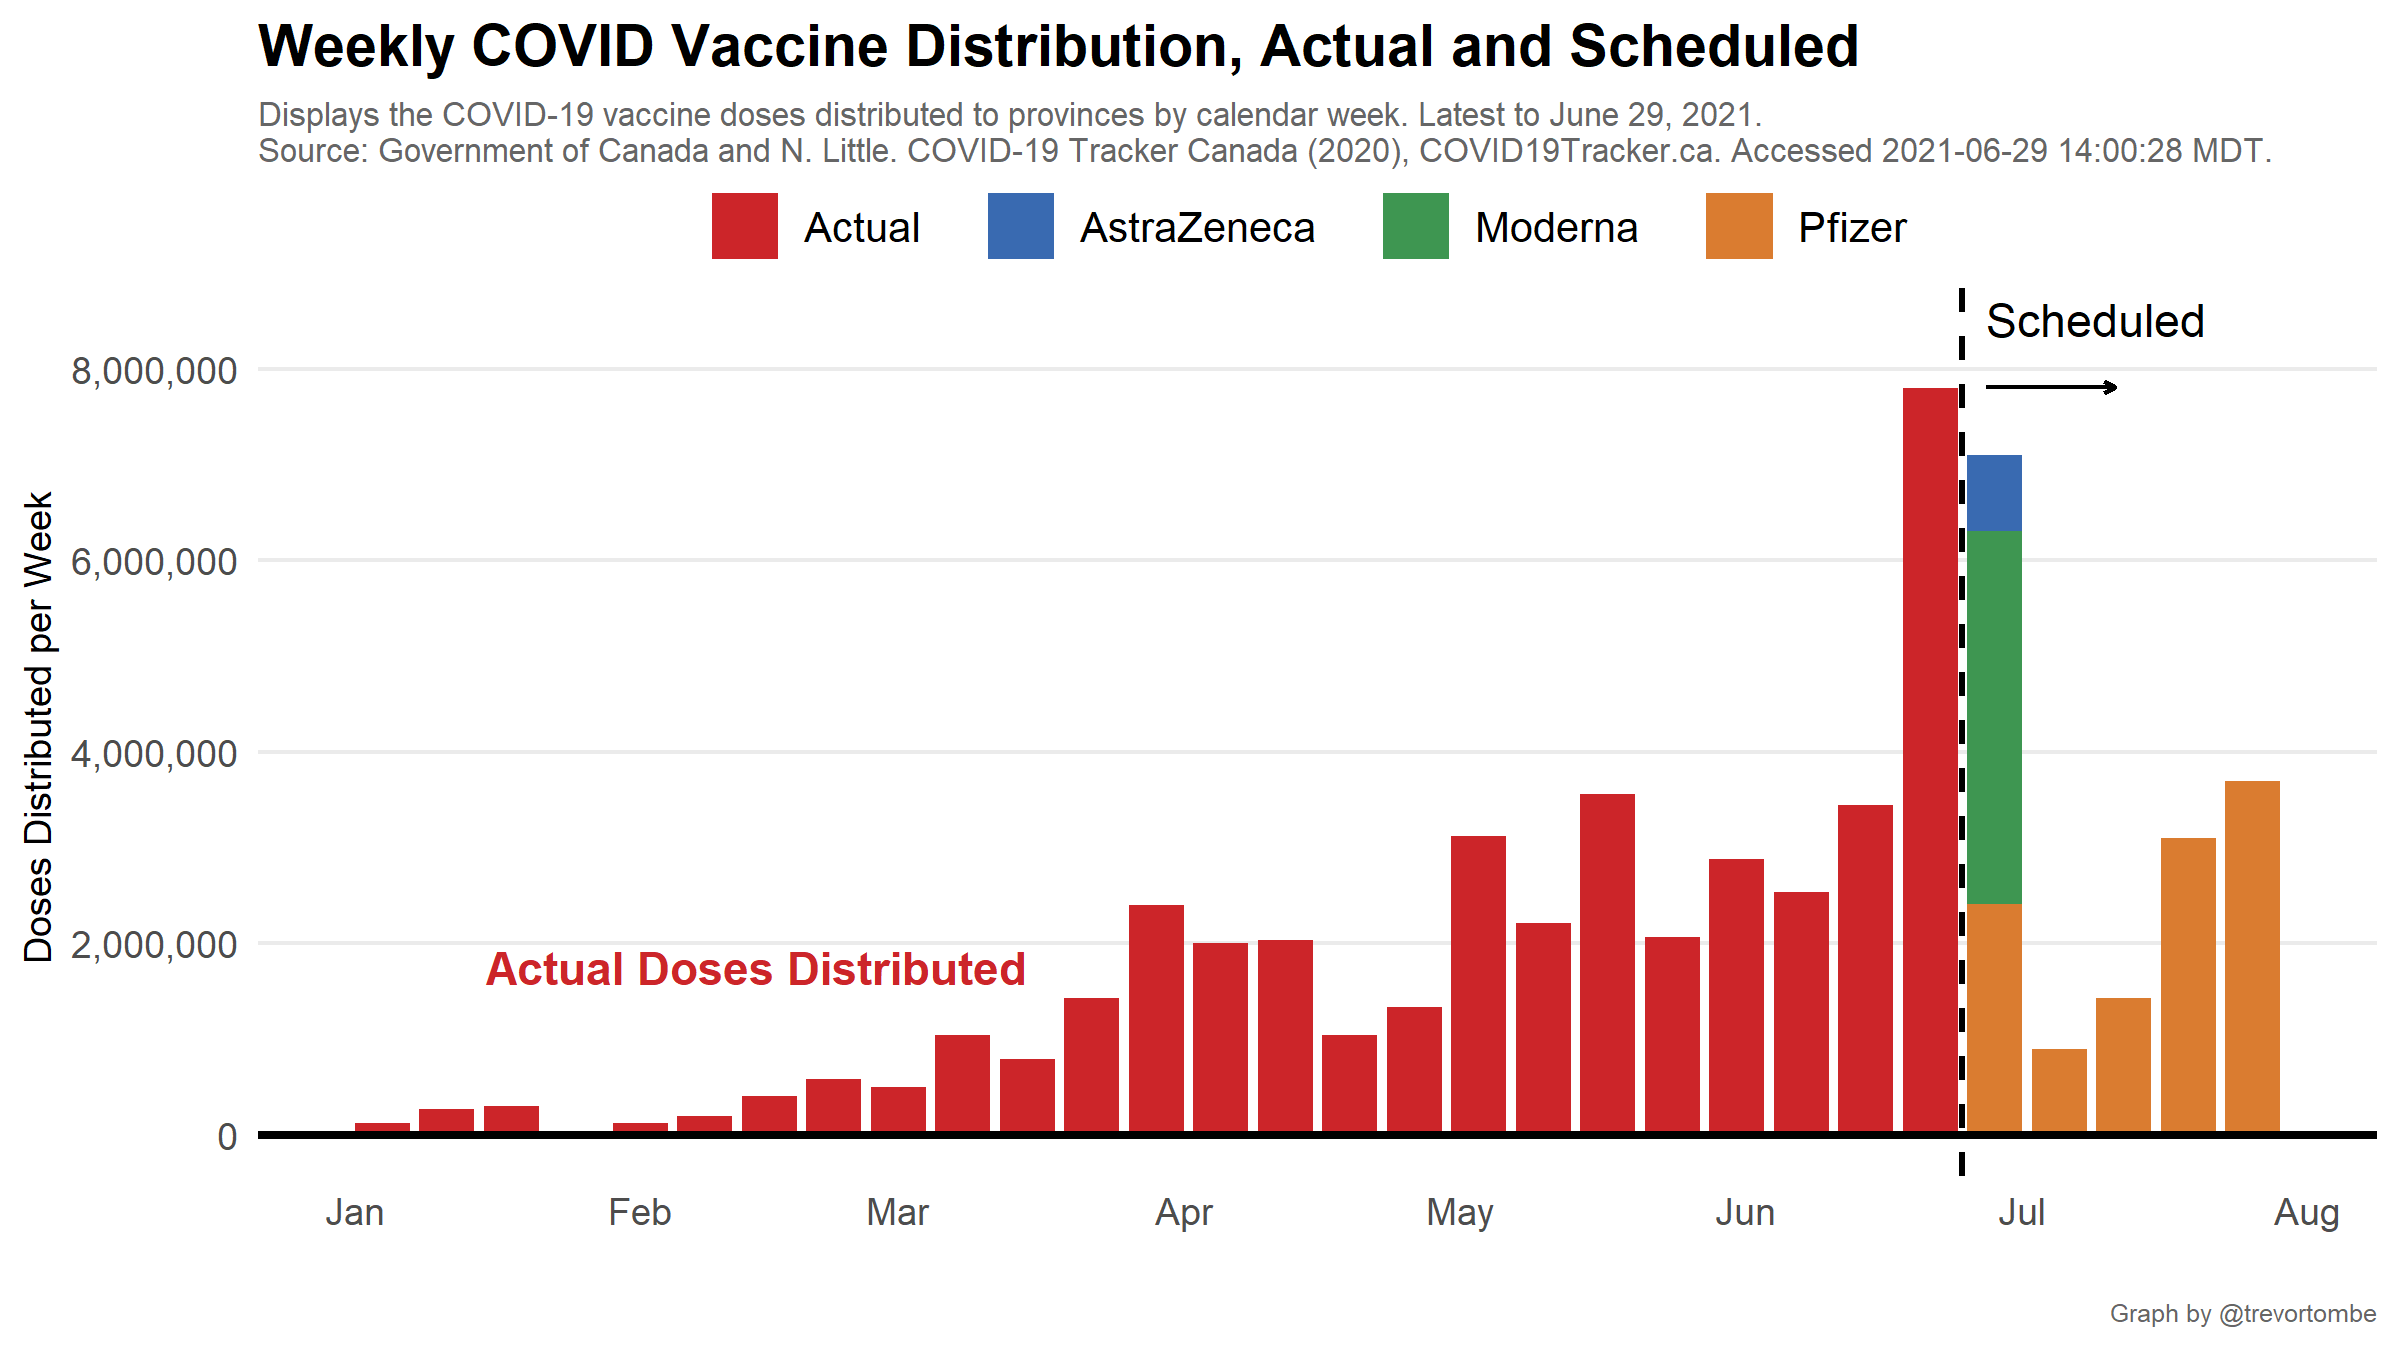 Weekly COVID Vaccine Distribution, Actual and Scheduled
Displays the COVID-19 vaccine doses distributed to provinces by calendar week. Latest to June 29, 2021.
Source: Government of Canada and N. Little. COVID-19 Tracker Canada (2020), COVID19Tracker.ca. Accessed 2021-06-29 14:00:28 MDT.
Actual AstraZeneca Moderna Pfizer
Scheduled
8,000,000
6,000,000
4,000,000
2,000,000
0
Doses Distributed per Week
Actual Doses Distributed
Jan Feb Mar Apr May Jun Jul Aug
Graph by @trevortombe